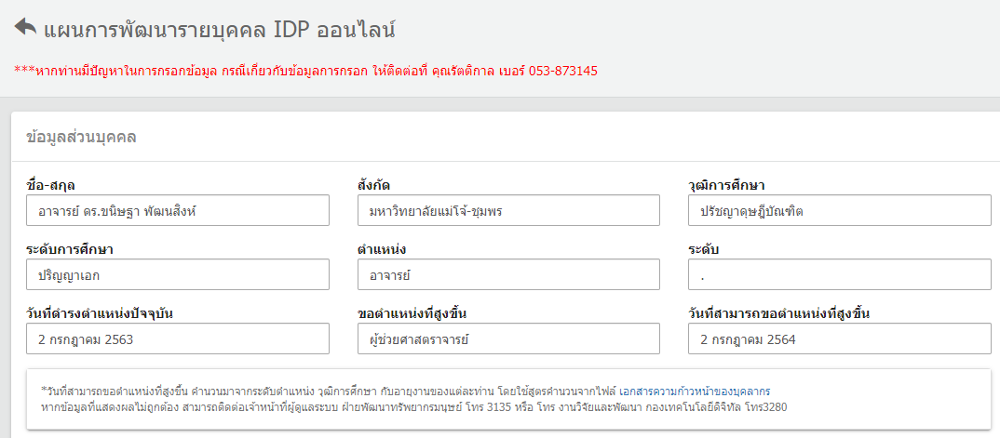 แผนการพัฒนารายบุคคล IDP ออนไลน์
***หากท่านมีปัญหาในการกรอกข้อมูล กรณีเกี่ยวกับข้อมูลการกรอก ให้ติดต่อที่ คุณรัตติกาล เบอร์ 053-873145
ข้อมูลส่วนบุคคล
ชื่อ-สกุล สังกัด วุฒิการศึกษา
อาจารย์ ดร.ขนิษฐา พัฒนสิงห์ มหาวิทยาลัยแม่โจ้-ชุมพร ปรัชญาดุษฎีบัณฑิต
ระดับการศึกษา ตำแหน่ง ระดับ
ปริญญาเอก อาจารย์ .
วันที่ดำรงตำแหน่งปัจจุบัน ขอตำแหน่งที่สูงขึ้น วันที่สามารถขอตำแหน่งที่สูงขึ้น
2 กรกฎาคม 2563 ผู้ช่วยศาสตราจารย์ 2 กรกฎาคม 2564
*วันที่สามารถขอตำแหน่งที่สูงขึ้น คำนวนมาจากระดับตำแหน่ง วุฒิการศึกษา กับอายุงานของแต่ละท่าน โดยใช้สูตรคำนวนจากไฟล์ เอกสารความก้าวหน้าของบุคลากร
หากข้อมูลที่แสดงผลไม่ถูกต้อง สามารถติดต่อเจ้าหน้าที่ผู้ดูแลระบบ ฝ่ายพัฒนาทรัพยากรมนุษย์ โทร 3135 หรือ โทร งานวิจัยและพัฒนา กองเทคโนโลยีดิจิทัล โทร3280